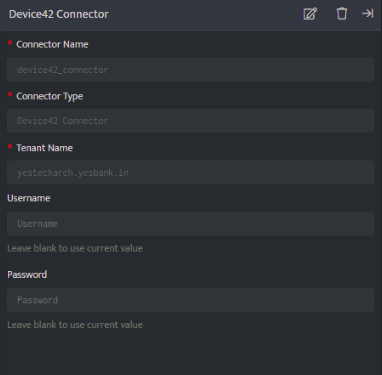 Device42 Connector
* Connector Name
device42_connector
* Connector Type
Device42 Connector
* Tenant Name
yestecharch.yesbank.in
Username
Username
Leave blank to use current value
Password
Password
Leave blank to use current value